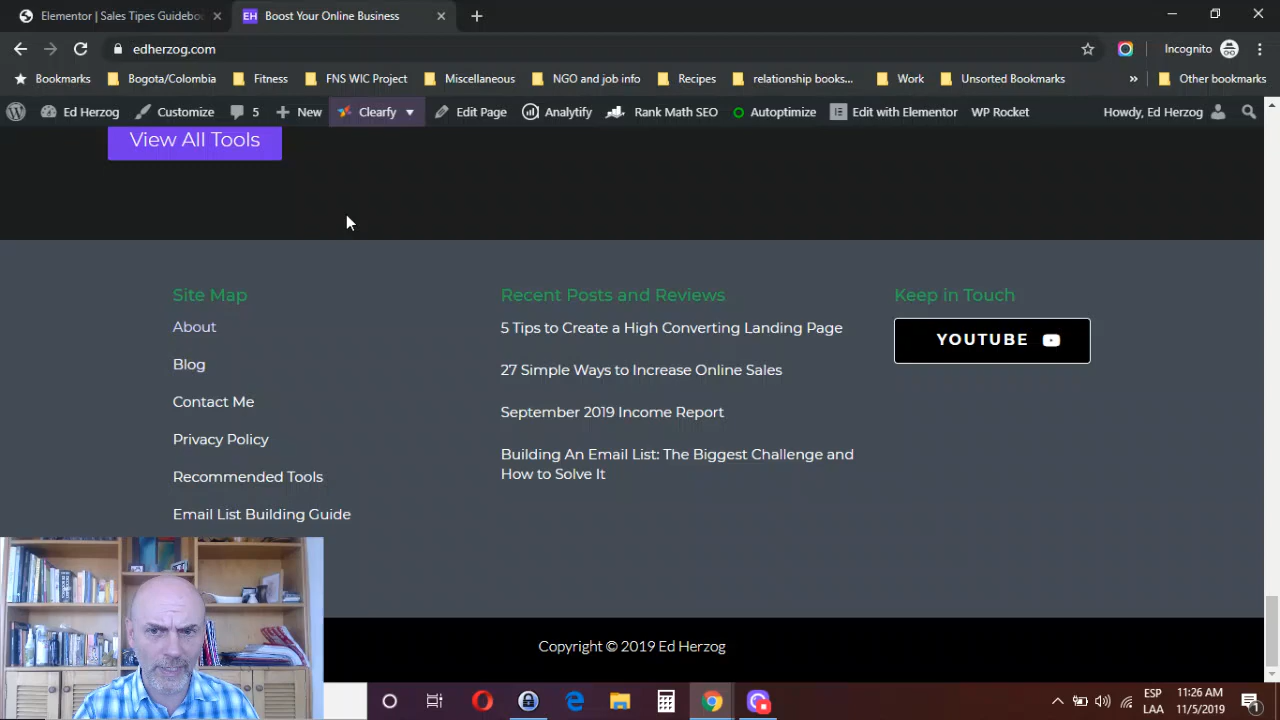 Elementor | Sales Tipes Guideboo
EH Boost Your Online Business
edherzog.com
Incognito
Bookmarks Bogota/Colombia Fitness FNS WIC Project Miscellaneous NGO and job info Recipes relationship books... Work Unsorted Bookmarks » Other bookmarks
Ed Herzog Customize 5 New Clearfy Edit Page Analytify Rank Math SEO Autoptimize Edit with Elementor WP Rocket Howdy, Ed Herzog
View All Tools
Site Map
About
Blog
Contact Me
Privacy Policy
Recommended Tools
Email List Building Guide
Recent Posts and Reviews
5 Tips to Create a High Converting Landing Page
27 Simple Ways to Increase Online Sales
September 2019 Income Report
Building An Email List: The Biggest Challenge and
How to Solve It
Keep in Touch
YOUTUBE
Copyright © 2019 Ed Herzog
ESP
LAA
11:26 AM
11/5/2019
1